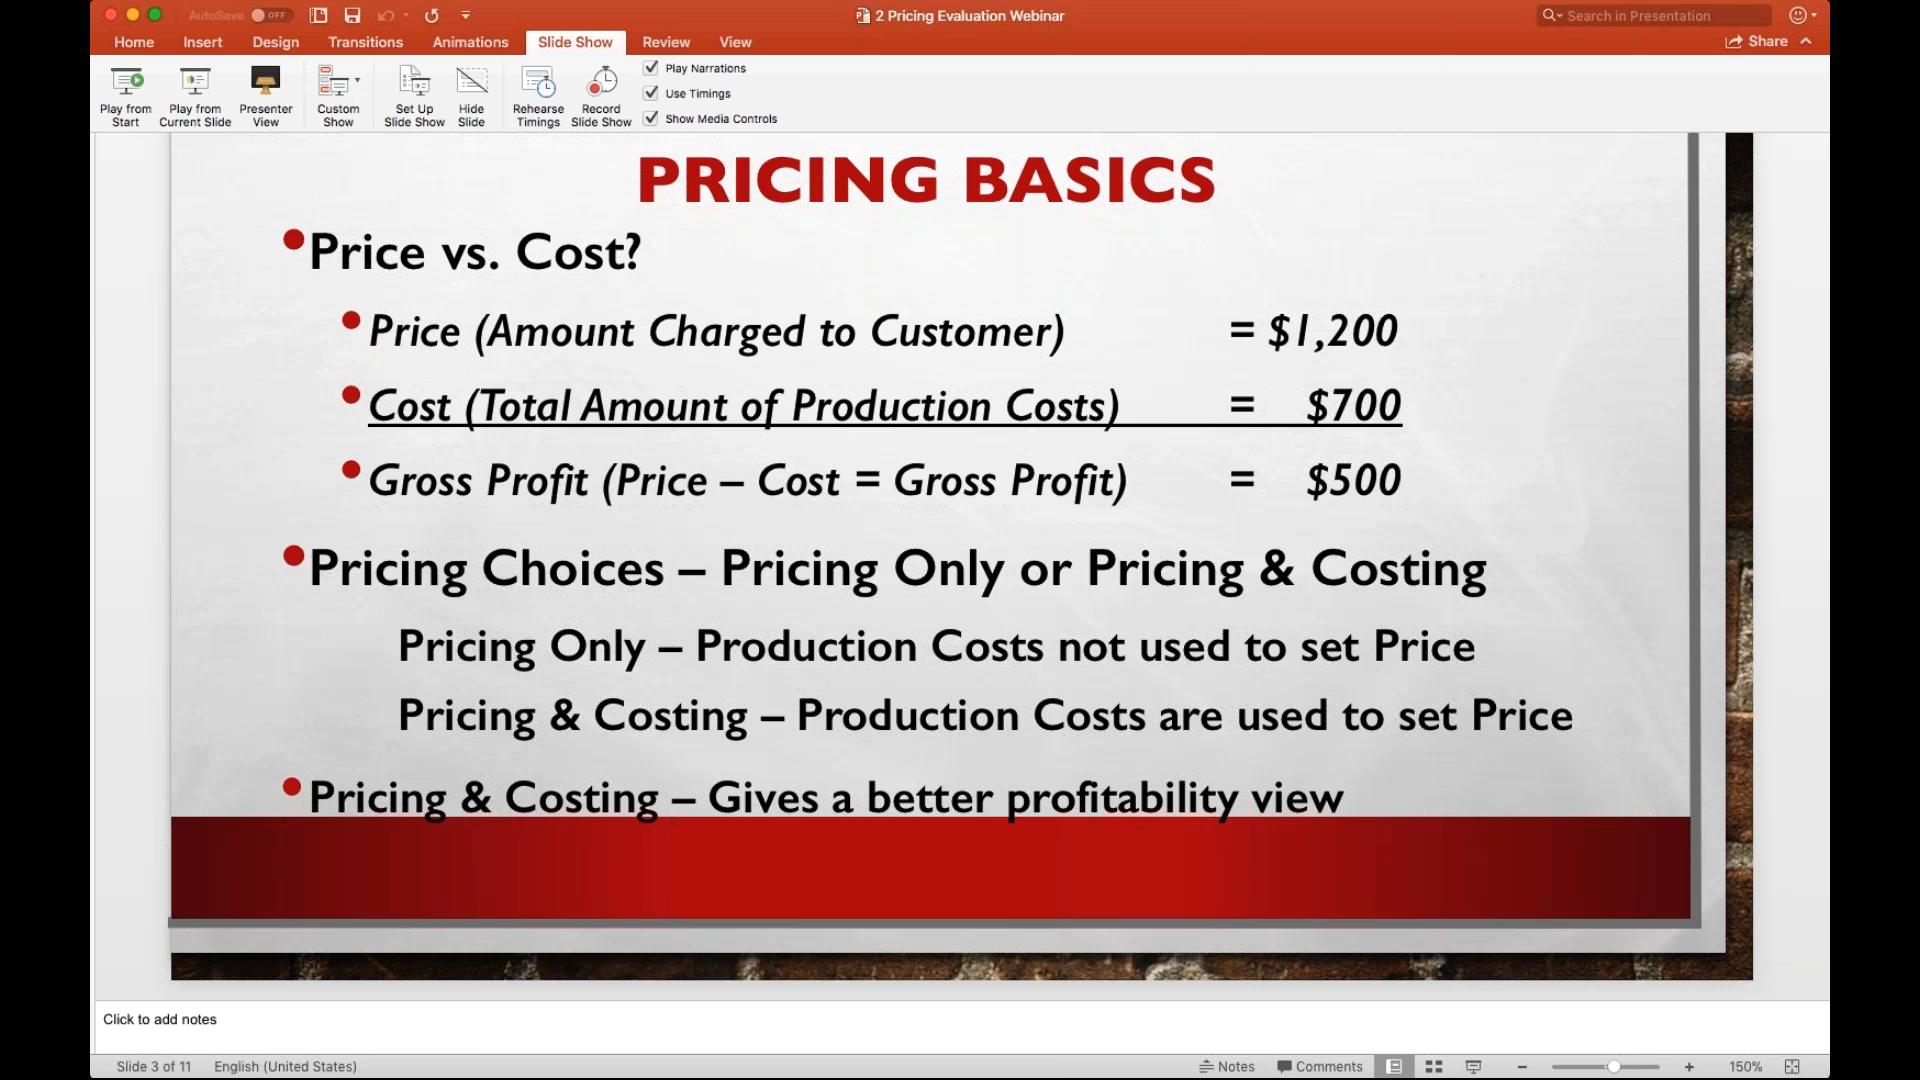 AutoSave OFF
2 Pricing Evaluation Webinar
Search in Presentation
Home Insert Design Transitions Animations Slide Show Review View
Share
Play from Start
Play from Current Slide
Presenter View
Custom Show
Set Up Slide Show
Hide Slide
Rehearse Timings
Record Slide Show
Play Narrations
Use Timings
Show Media Controls
PRICING BASICS
•Price vs. Cost?
•Price (Amount Charged to Customer) = $1,200
•Cost (Total Amount of Production Costs) = $700
•Gross Profit (Price – Cost = Gross Profit) = $500
•Pricing Choices – Pricing Only or Pricing & Costing
Pricing Only – Production Costs not used to set Price
Pricing & Costing – Production Costs are used to set Price
•Pricing & Costing – Gives a better profitability view
Click to add notes
Slide 3 of 11 English (United States) Notes Comments 150%